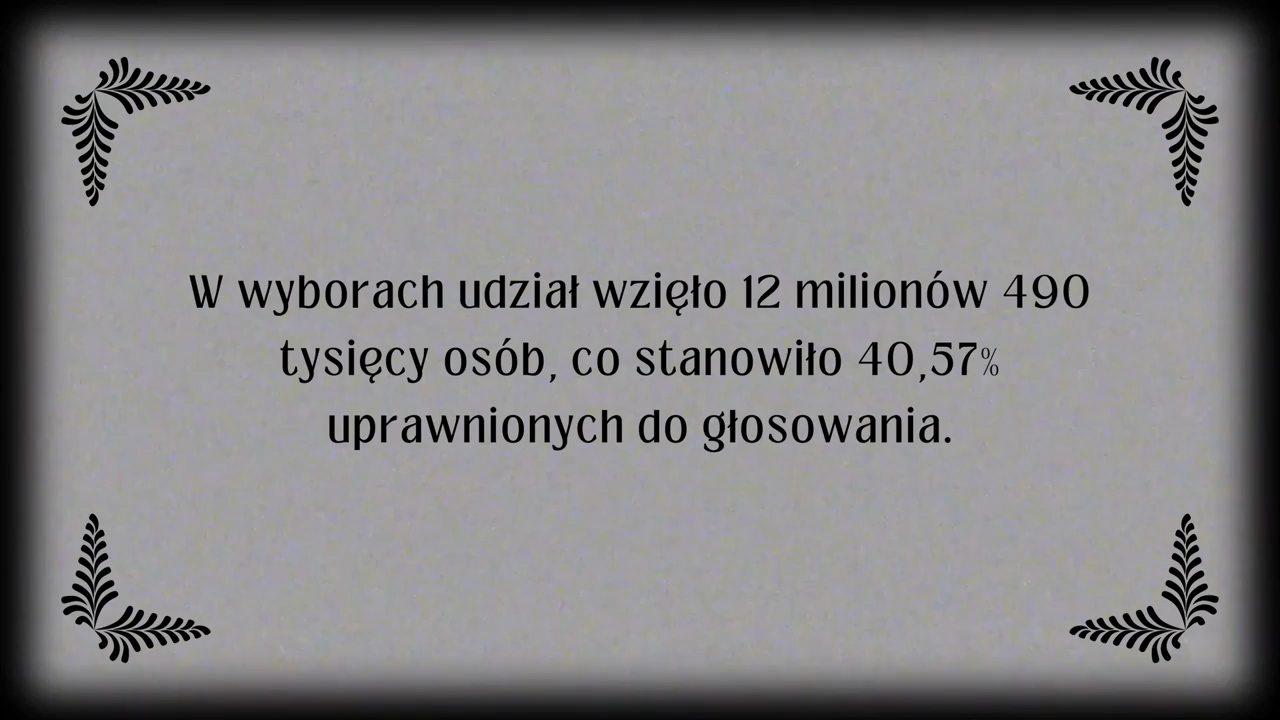 W wyborach udział wzięło 12 milionów 490
tysięcy osób, co stanowiło 40,57%
uprawnionych do głosowania.